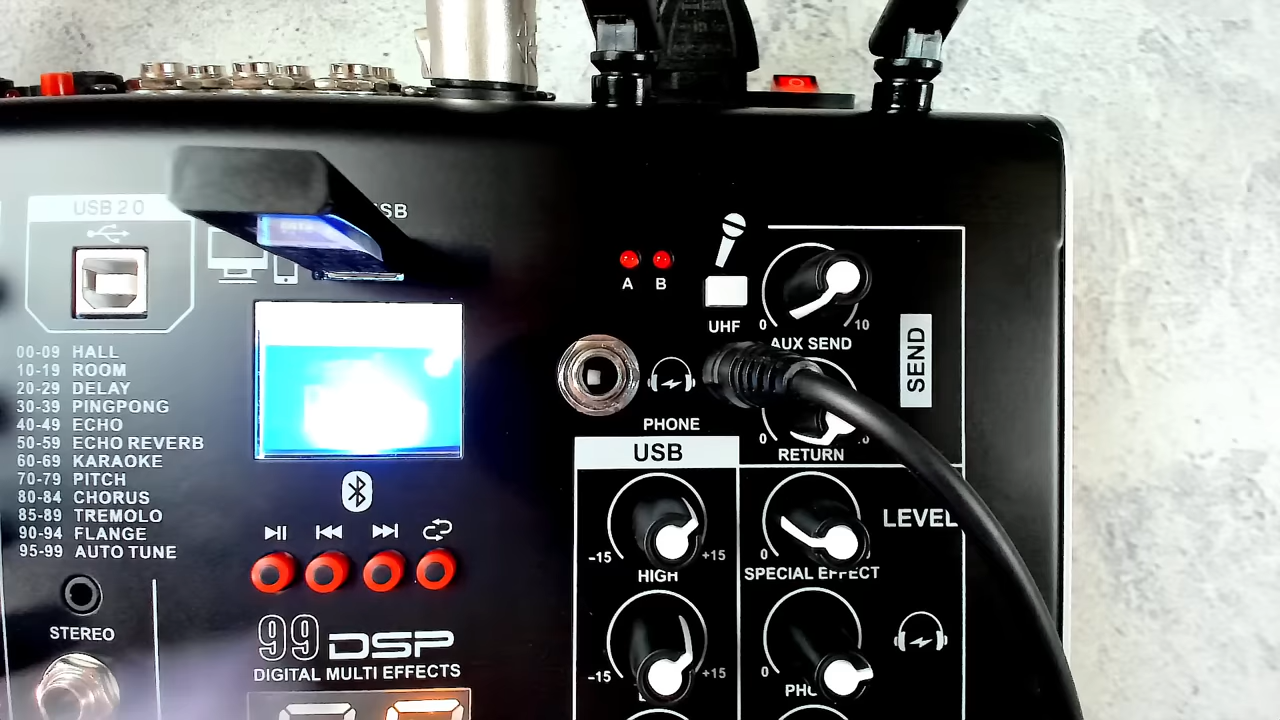 USB 2 0
SB
A B
UHF
0 10
AUX SEND
SEND
PHONE
0
RETURN
00-09 HALL
10-19 ROOM
20-29 DELAY
30-39 PINGPONG
40-49 ECHO
50-59 ECHO REVERB
60-69 KARAOKE
70-79 PITCH
80-84 CHORUS
85-89 TREMOLO
90-94 FLANGE
95-99 AUTO TUNE
USB
-15 +15
HIGH
LEVEL
0
SPECIAL EFFECT
STEREO
99 DSP
DIGITAL MULTI EFFECTS
-15 +15
0
PHO